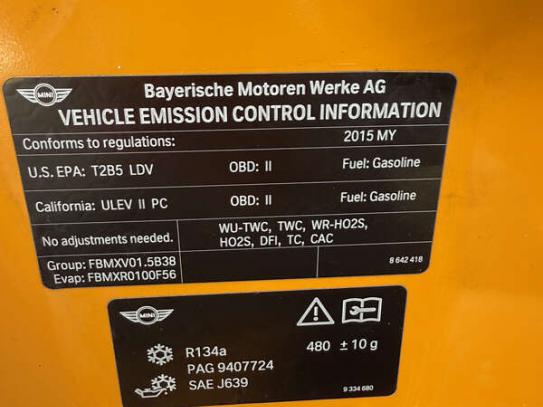 MINI
Bayerische Motoren Werke AG
VEHICLE EMISSION CONTROL INFORMATION
Conforms to regulations: 2015 MY
U.S. EPA: T2B5 LDV OBD: II Fuel: Gasoline
California: ULEV II PC OBD: II Fuel: Gasoline
No adjustments needed. WU-TWC, TWC, WR-HO2S,
HO2S, DFI, TC, CAC
Group: FBMXV01.5B38 8 642 418
Evap: FBMXR0100F56
MINI
R134a 480 ± 10 g
PAG 9407724
SAE J639 9 334 680